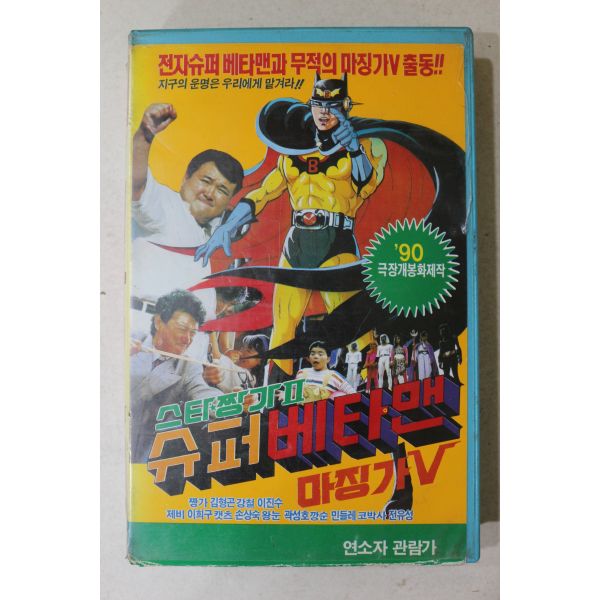 전자슈퍼 베타맨과 무적의 마징가V 출동!!
지구의 운명은 우리에게 맡겨라!!
B
B
'90
극장개봉화제작
스타짱가II
슈퍼베타맨
마징가V
짱가 김형곤 강철 이진수
제비 이희구 캣츠 손상숙 왕눈 곽성호 깡순 민들레 코박사 전유성
연소자 관람가